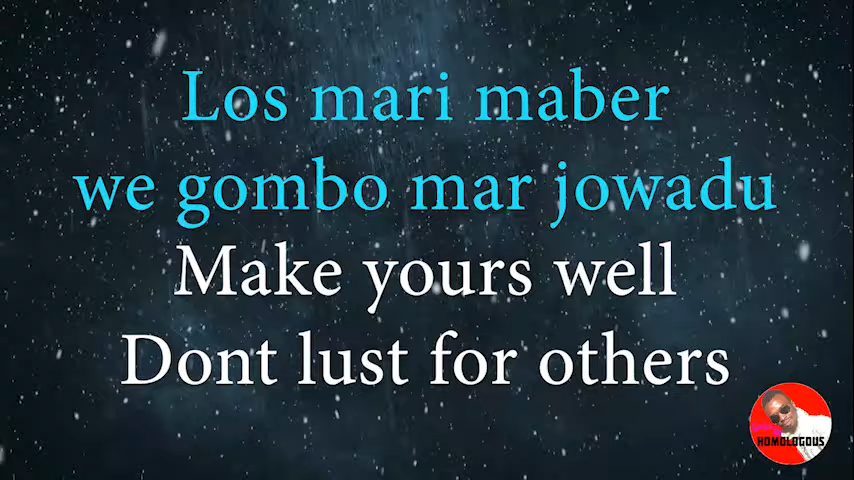 Los mari maber
we gombo mar jowadu
Make yours well
Dont lust for others
HOMOLOGOUS